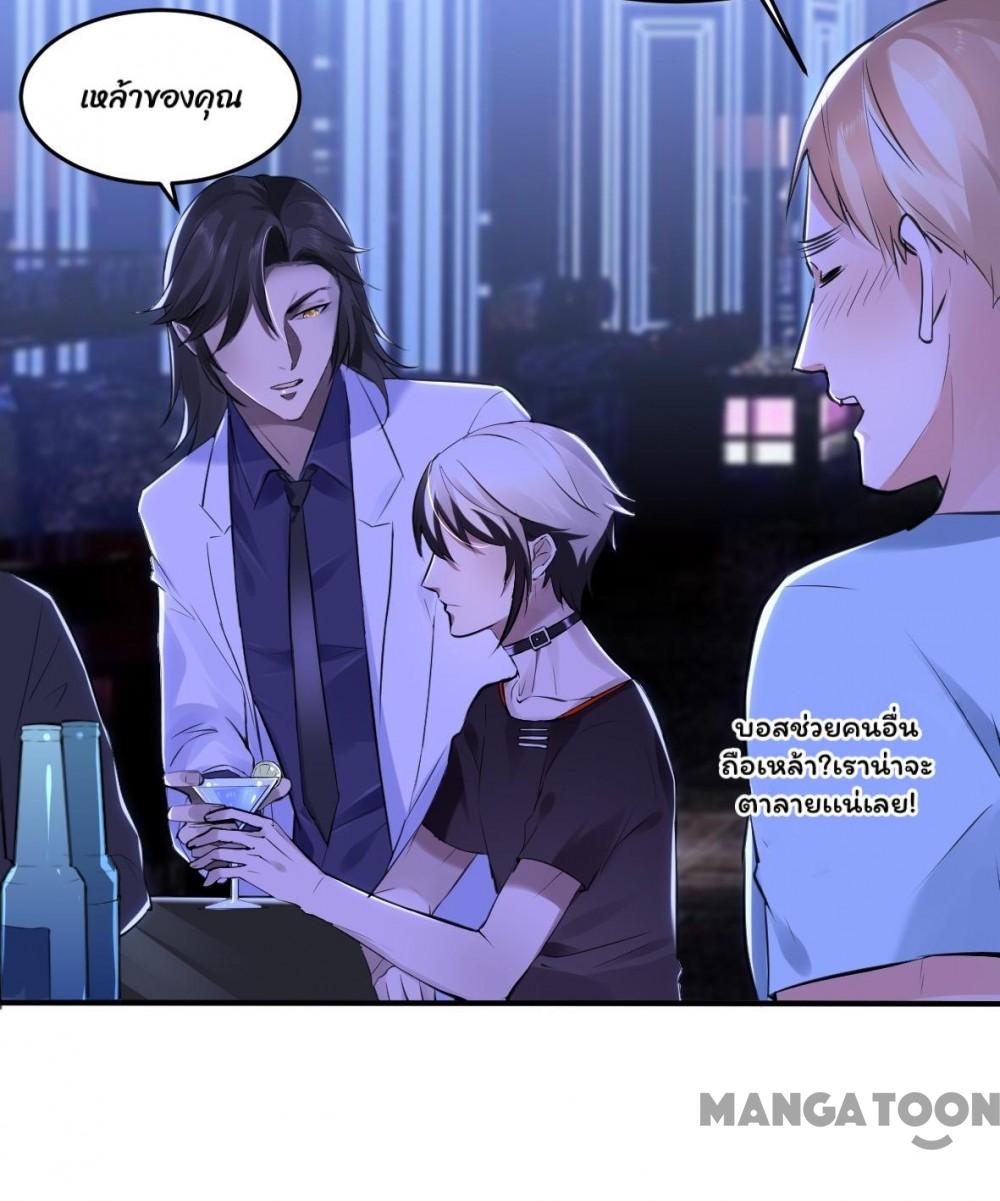 เหล้าของคุณ
บอสช่วยคนอื่น
ถือเหล้า?เราน่าจะ
ตาลายแน่เลย!
MANGATOON